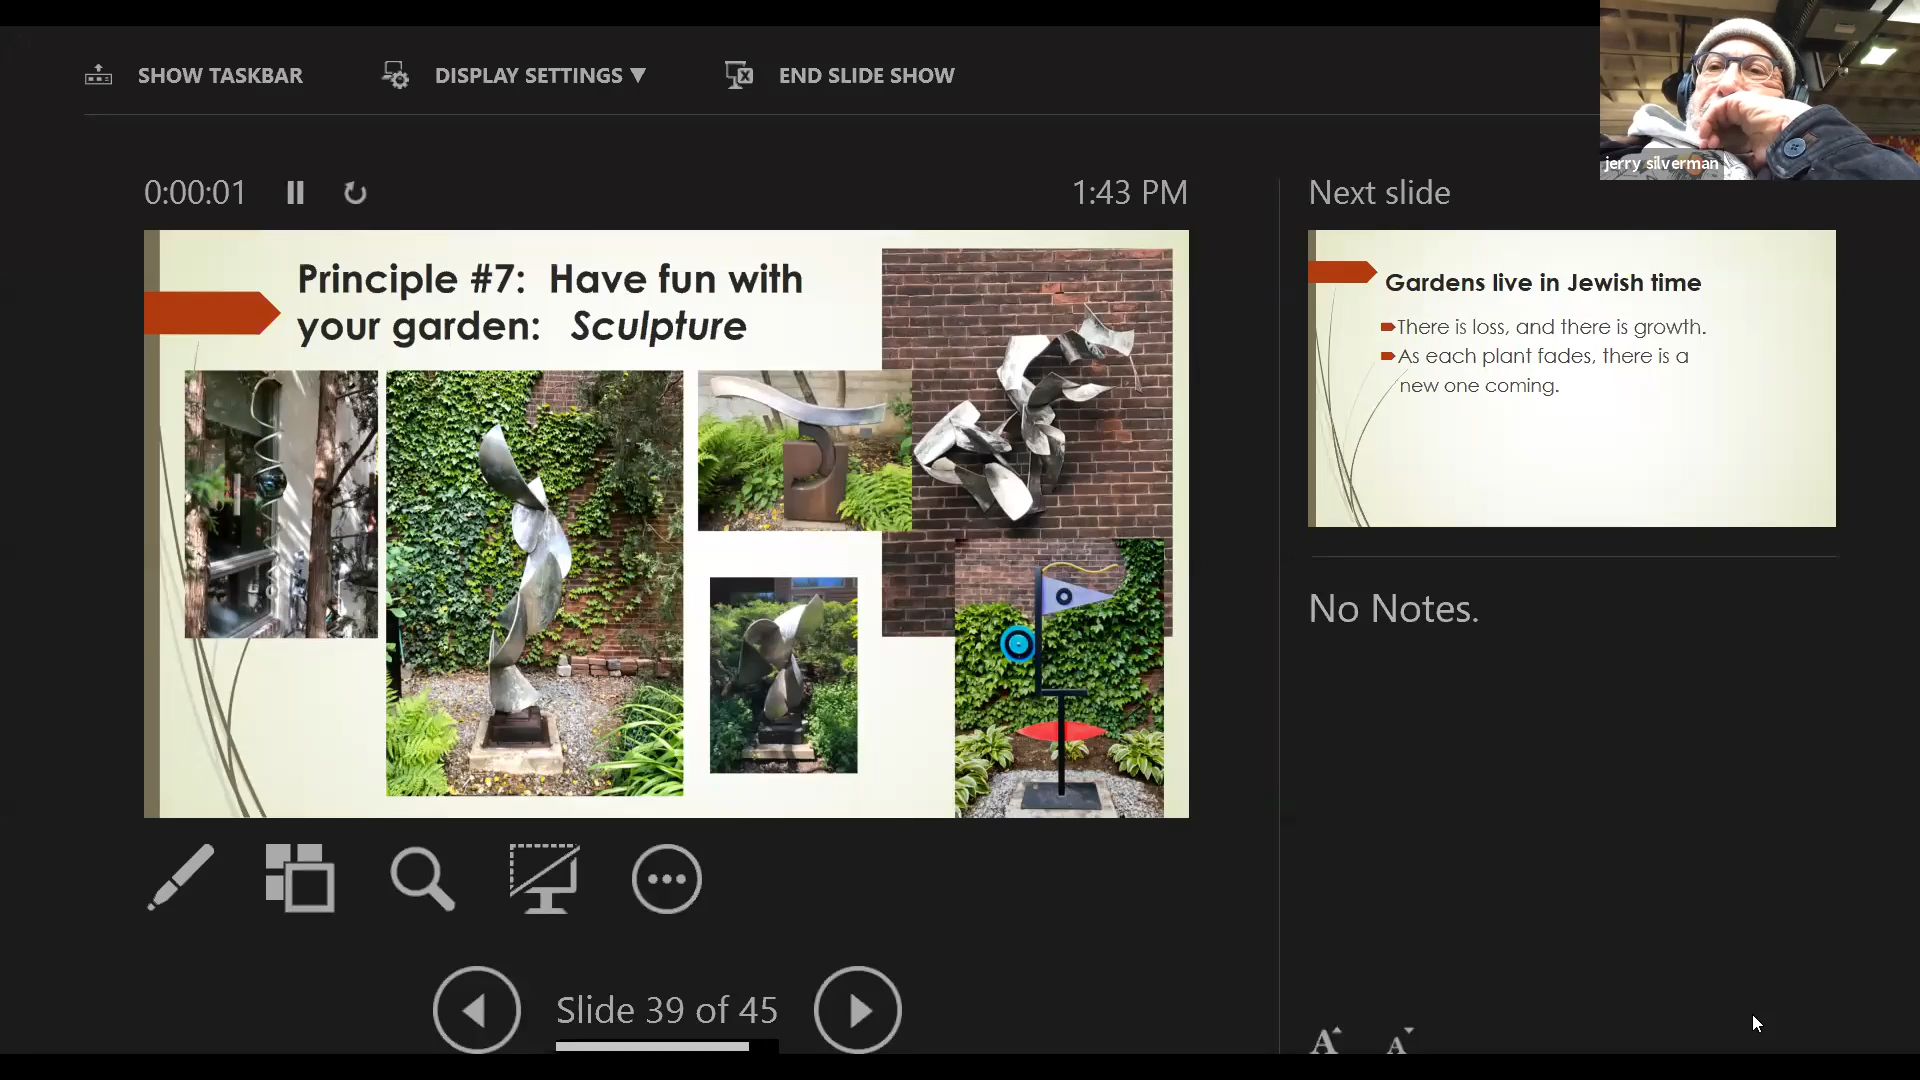 SHOW TASKBAR
DISPLAY SETTINGS ▼
END SLIDE SHOW
jerry silverman
0:00:01
1:43 PM
Next slide
Principle #7: Have fun with
your garden: Sculpture
Gardens live in Jewish time
There is loss, and there is growth.
As each plant fades, there is a
new one coming.
No Notes.
Slide 39 of 45
A
A